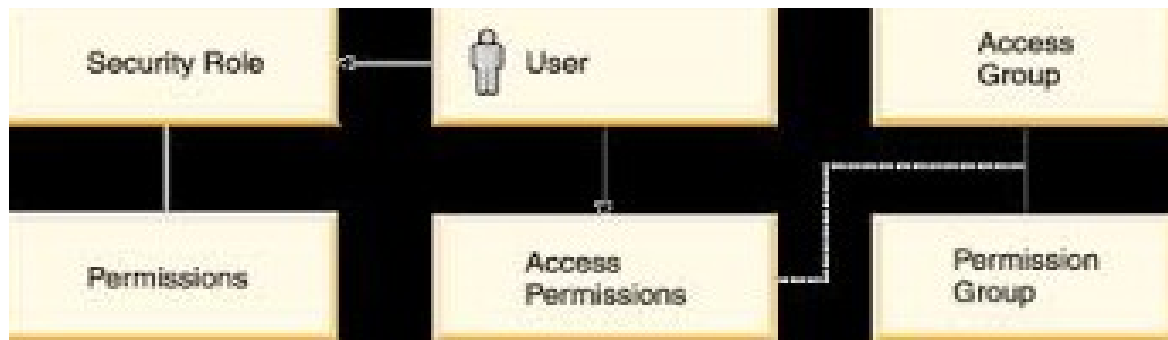 Security Role
User
Access
Group
Permissions
Access
Permissions
Permission
Group